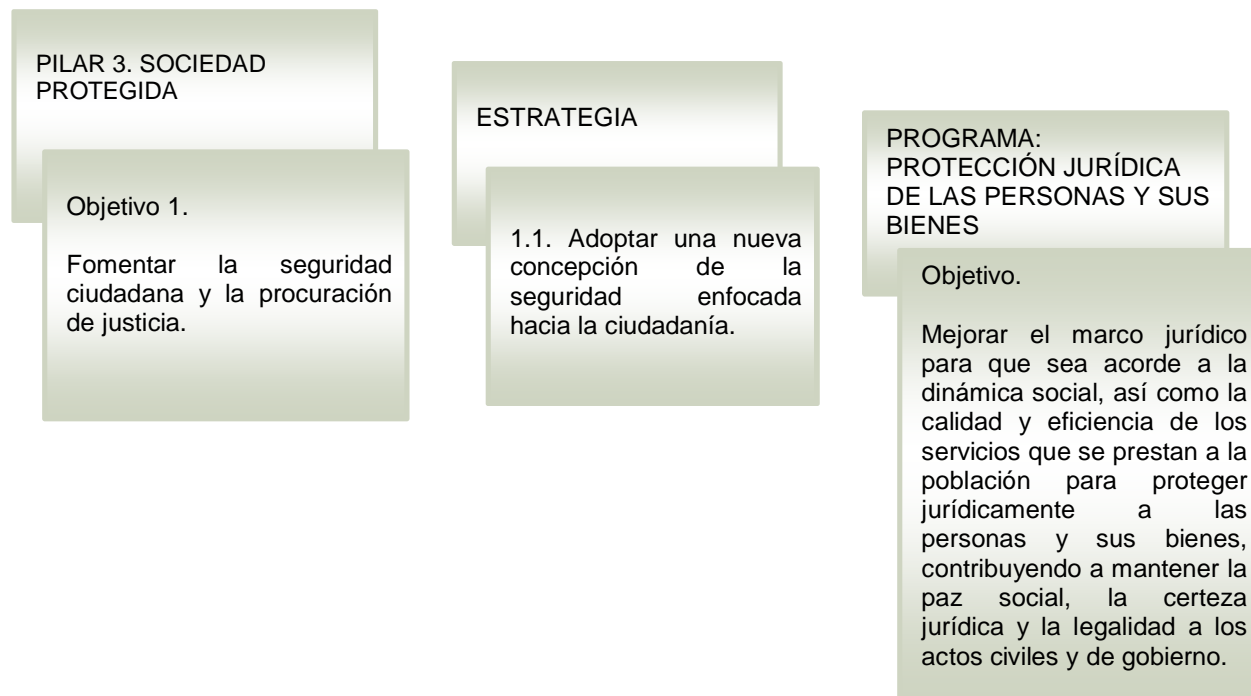 PILAR 3. SOCIEDAD
PROTEGIDA
Objetivo 1.
Fomentar la seguridad
ciudadana y la procuración
de justicia.
ESTRATEGIA
1.1. Adoptar una nueva
concepción de la
seguridad enfocada
hacia la ciudadanía.
PROGRAMA:
PROTECCIÓN JURÍDICA
DE LAS PERSONAS Y SUS
BIENES
Objetivo.
Mejorar el marco jurídico
para que sea acorde a la
dinámica social, así como la
calidad y eficiencia de los
servicios que se prestan a la
población para proteger
jurídicamente a las
personas y sus bienes,
contribuyendo a mantener la
paz social, la certeza
jurídica y la legalidad a los
actos civiles y de gobierno.